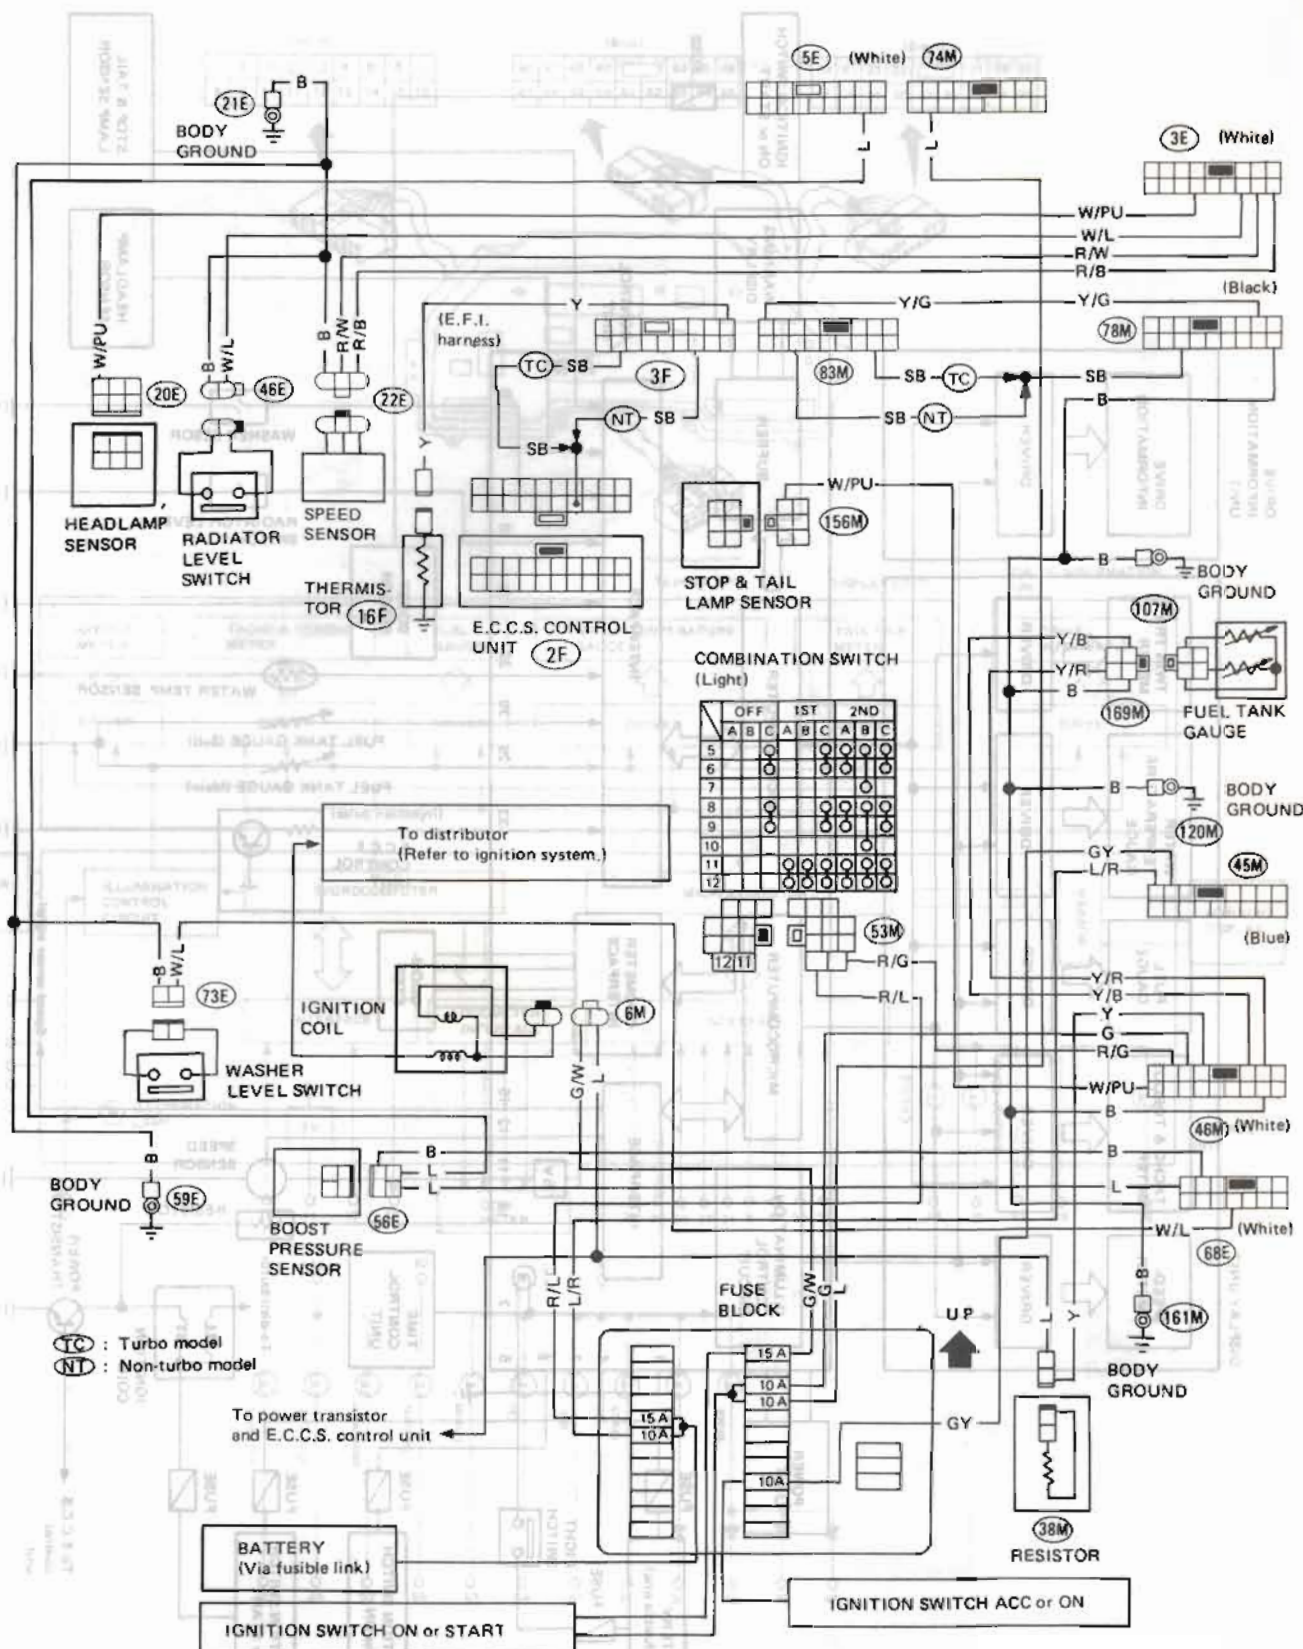 5E (White) 74M
B
21E
BODY
GROUND
L L
3E (White)
W/PU
W/L
R/W
R/B
(Black)
Y Y/G Y/G
(E.F.I.
harness)
78M
W/PU B W/L B R/W R/B
TC SB 3F 83M SB TC SB
20E 46E 22E
NT SB SB NT B
Y SB
W/PU
156M
HEADLAMP
SENSOR
RADIATOR
LEVEL
SWITCH
SPEED
SENSOR
THERMIS-
TOR 16F
E.C.C.S. CONTROL
UNIT 2F
STOP & TAIL
LAMP SENSOR
B
BODY
GROUND
107M
Y/B
Y/R
B
169M
FUEL TANK
GAUGE
COMBINATION SWITCH
(Light)
OFF 1ST 2ND
A B C A B C A B C
5
6
7
8
9
10
11
12
B
BODY
GROUND
120M
GY
L/R
45M
(Blue)
To distributor
(Refer to ignition system.)
12 11
53M
R/G
R/L
B W/L
73E
IGNITION
COIL
6M
Y/R
Y/B
Y
G
R/G
W/PU
B
46M (White)
WASHER
LEVEL SWITCH
G/W L
B
BODY
GROUND
59E
B
L
L
56E
BOOST
PRESSURE
SENSOR
B
L
W/L (White)
68E
R/L L/R
G/W G L
FUSE
BLOCK
UP
L Y
B
161M
BODY
GROUND
TC : Turbo model
NT : Non-turbo model
15 A
10 A
10 A
15 A
10 A
10 A
GY
To power transistor
and E.C.C.S. control unit
38M
RESISTOR
BATTERY
(Via fusible link)
IGNITION SWITCH ACC or ON
IGNITION SWITCH ON or START